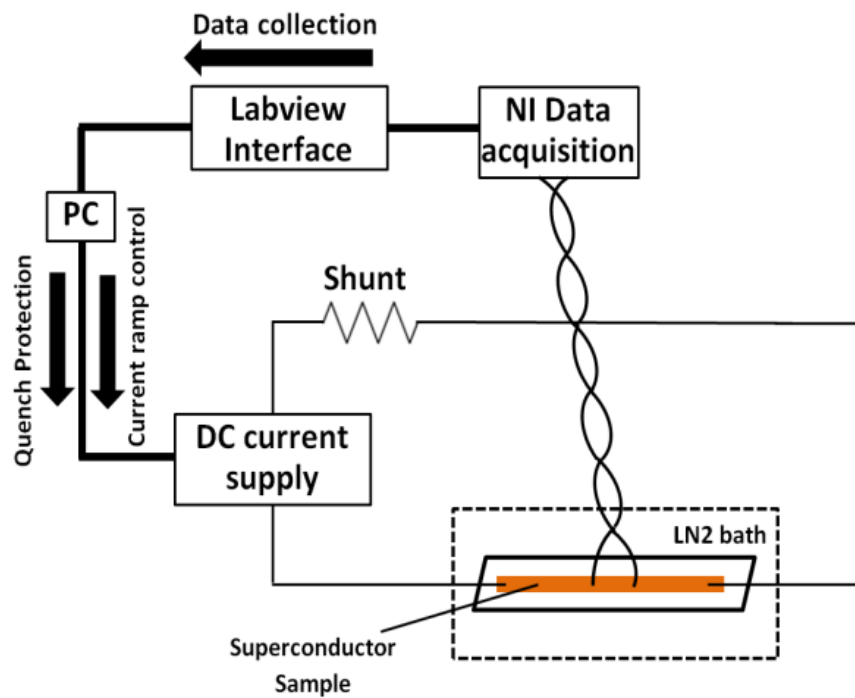 Data collection
Labview
Interface
NI Data
acquisition
PC
Quench Protection
Current ramp control
Shunt
DC current
supply
LN2 bath
Superconductor
Sample